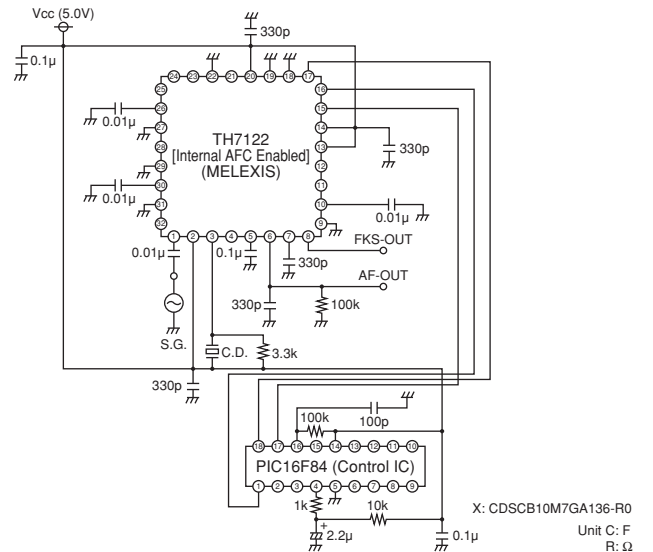 Vcc (5.0V)
330p
0.1µ
24 23 22 21 20 19 18 17
25 16
26 15
0.01µ
27 14
TH7122
28 13
[Internal AFC Enabled]
330p
(MELEXIS)
29 12
30 11
0.01µ
31 10
0.01µ
32 9
1 2 3 4 5 6 7 8
FKS-OUT
0.01µ
0.1µ
330p
AF-OUT
330p
100k
S.G.
C.D.
3.3k
330p
100k
100p
18 17 16 15 14 13 12 11 10
PIC16F84 (Control IC)
1 2 3 4 5 6 7 8 9
1k
10k
X: CDSCB10M7GA136-R0
+
2.2µ
0.1µ
Unit C: F
R: Ω